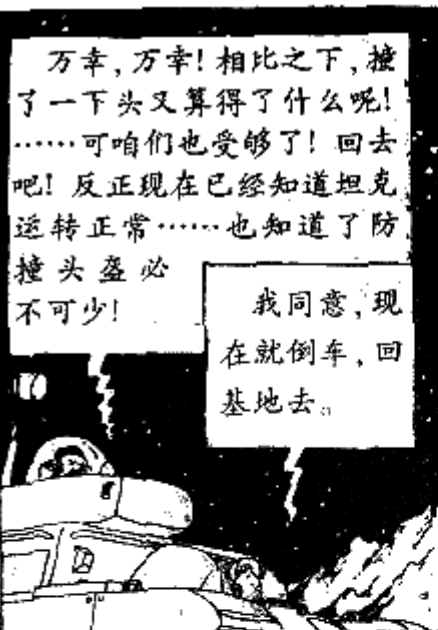 万幸，万幸！相比之下，撞
了一下头又算得了什么呢！
……可咱们也受够了！回去
吧！反正现在已经知道坦克
运转正常……也知道了防
撞头盔必
不可少！
我同意，现
在就倒车，回
基地去。